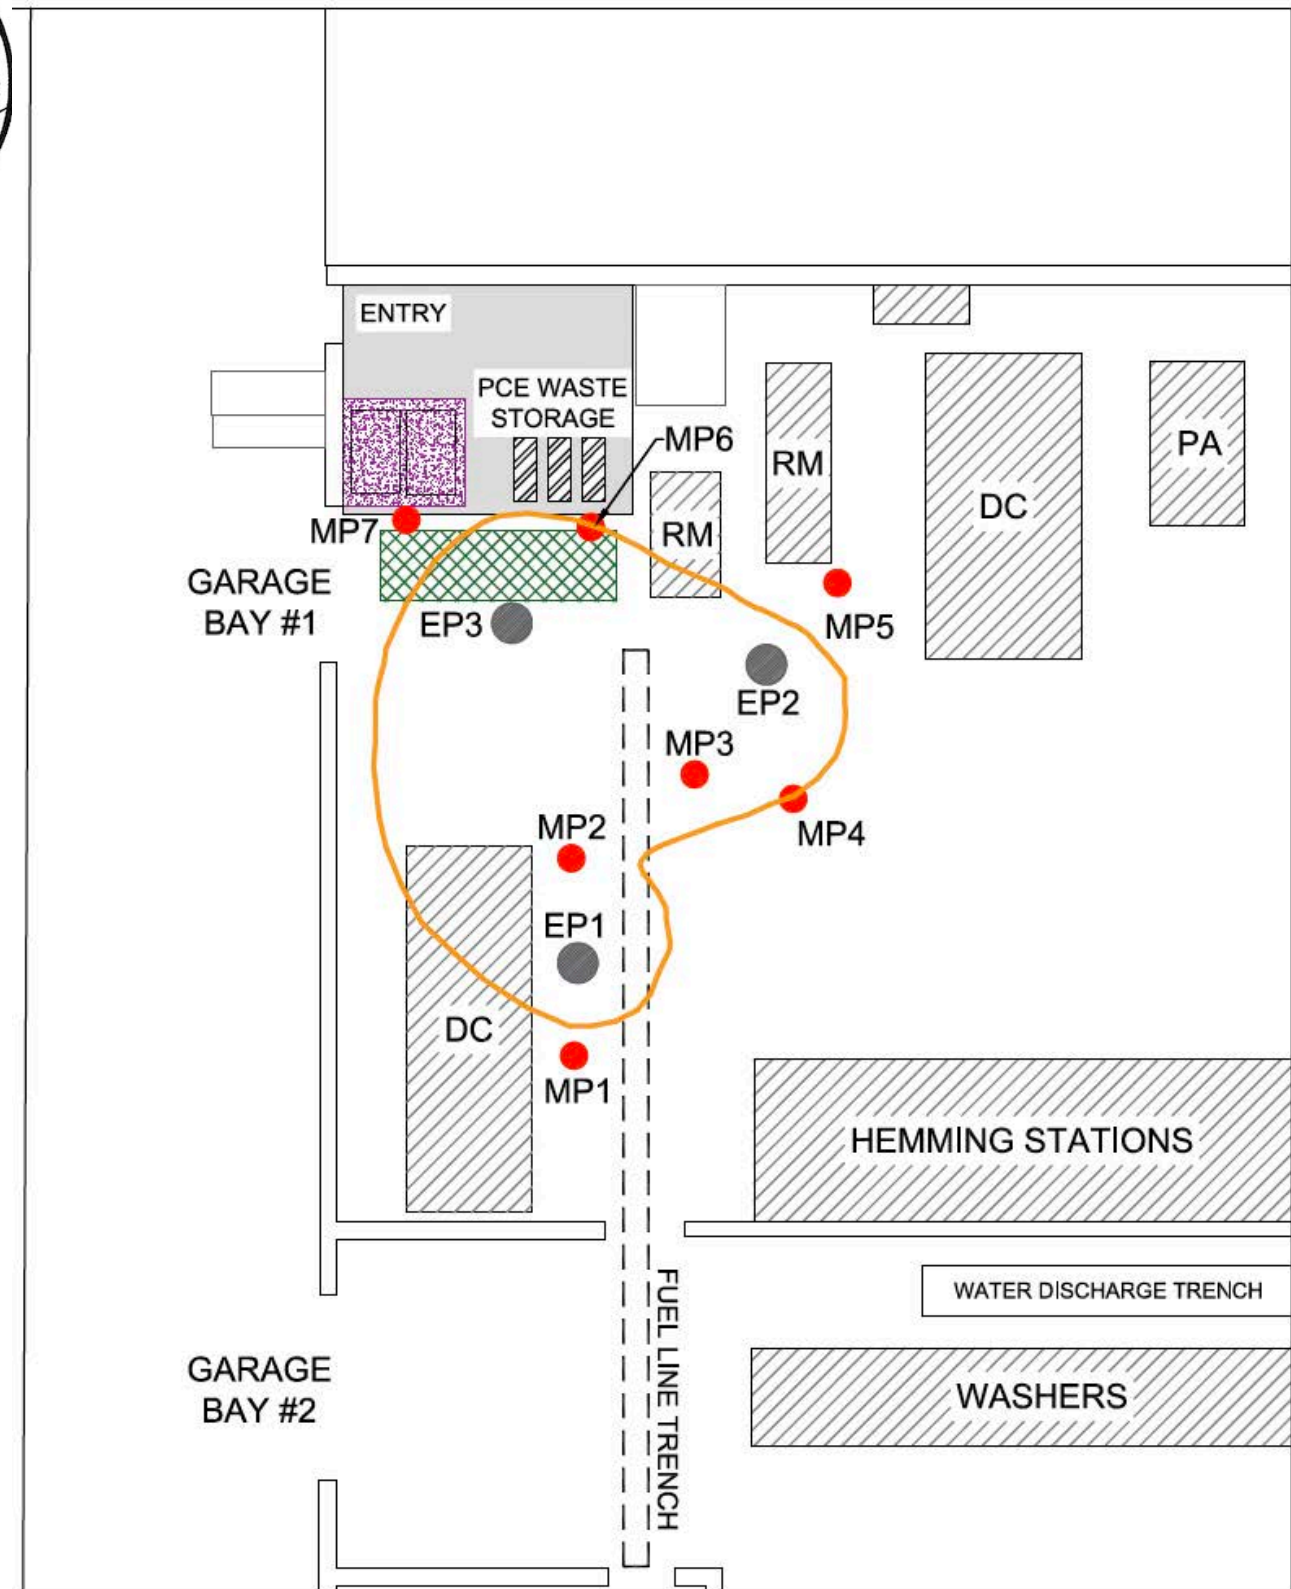 ENTRY
PCE WASTE
STORAGE
MP6
RM
PA
DC
MP7
RM
GARAGE
BAY #1
EP3
MP5
EP2
MP3
MP2
MP4
EP1
DC
MP1
HEMMING STATIONS
WATER DISCHARGE TRENCH
FUEL LINE TRENCH
GARAGE
BAY #2
WASHERS